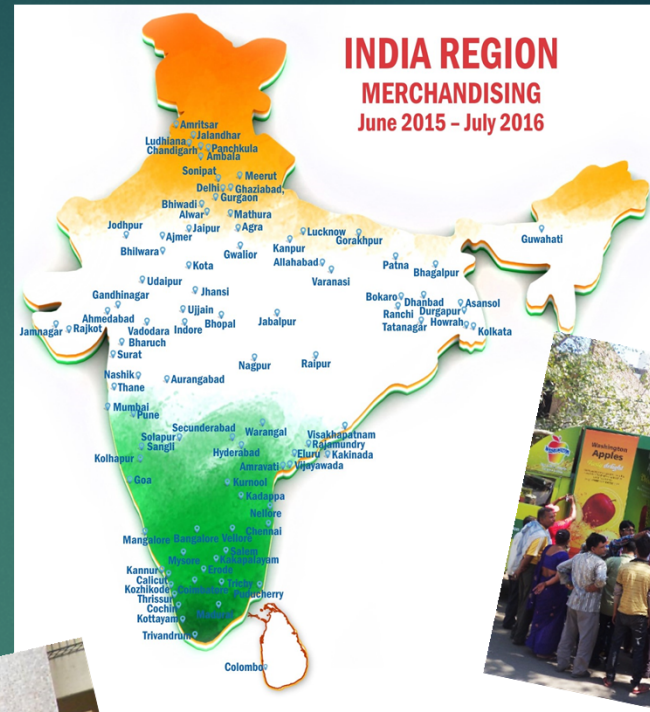 INDIA REGION
MERCHANDISING
June 2015 – July 2016
Amritsar
Jalandhar
Ludhiana
Chandigarh
Panchkula
Ambala
Sonipat
Meerut
Delhi
Ghaziabad,
Gurgaon
Bhiwadi
Alwar
Mathura
Jodhpur
Jaipur
Agra
Lucknow
Gorakhpur
Guwahati
Ajmer
Bhilwara
Gwalior
Kanpur
Allahabad
Varanasi
Kota
Patna
Bhagalpur
Udaipur
Jhansi
Gandhinagar
Bokaro
Dhanbad
Asansol
Ahmedabad
Ujjain
Ranchi
Durgapur
Jamnagar
Rajkot
Vadodara
Indore
Bhopal
Jabalpur
Tatanagar
Howrah
Kolkata
Bharuch
Surat
Nagpur
Raipur
Nashik
Aurangabad
Thane
Mumbai
Pune
Secunderabad
Warangal
Visakhapatnam
Solapur
Rajamundry
Sangli
Kolhapur
Hyderabad
Eluru
Kakinada
Amravati
Vijayawada
Goa
Kurnool
Kadappa
Nellore
Chennai
Mangalore
Bangalore
Vellore
Salem
Mysore
Kakapalayam
Kannur
Erode
Calicut
Trichy
Kozhikode
Coimbatore
Puducherry
Thrissur
Cochin
Madurai
Kottayam
Trivandrum
Colombo
Washington
Apples
delight